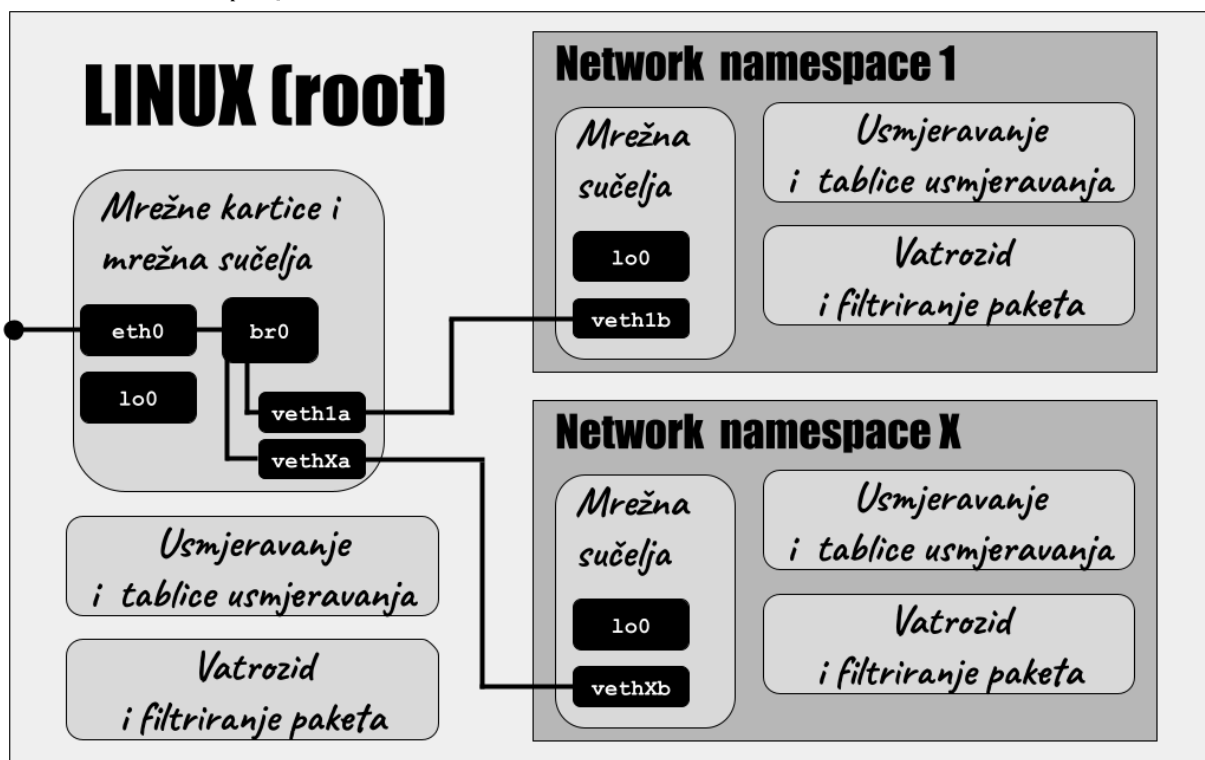 LINUX (root)
Mrežne kartice i
mrežna sučelja
eth0
br0
lo0
veth1a
vethXa
Usmjeravanje
i tablice usmjeravanja
Vatrozid
i filtriranje paketa
Network namespace 1
Mrežna
sučelja
lo0
veth1b
Usmjeravanje
i tablice usmjeravanja
Vatrozid
i filtriranje paketa
Network namespace X
Mrežna
sučelja
lo0
vethXb
Usmjeravanje
i tablice usmjeravanja
Vatrozid
i filtriranje paketa